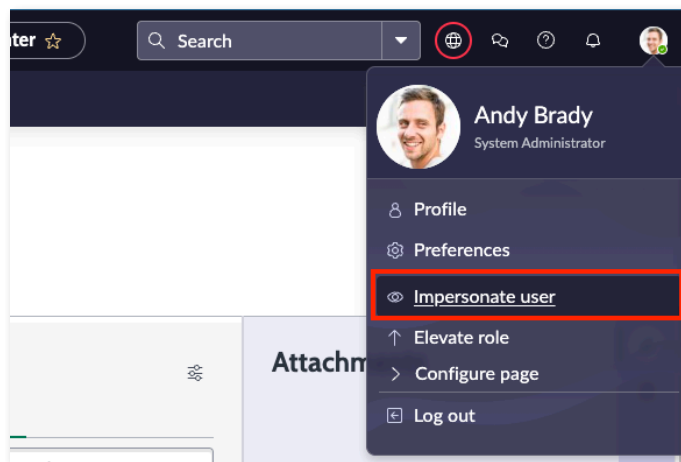 ter
Search
Andy Brady
System Administrator
Profile
Preferences
Impersonate user
Elevate role
Configure page
Log out
Attachm